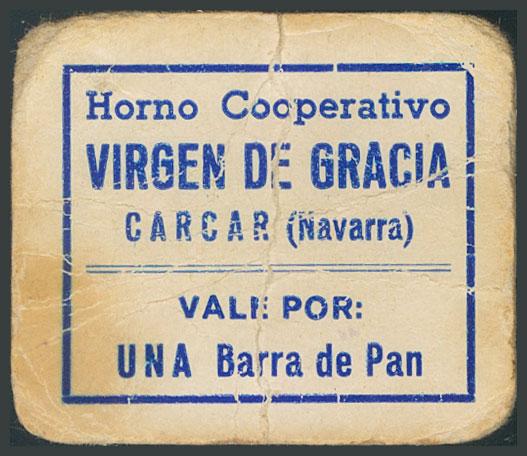 Horno Cooperativo
VIRGEN DE GRACIA
CARCAR (Navarra)
VALE POR:
UNA Barra de Pan